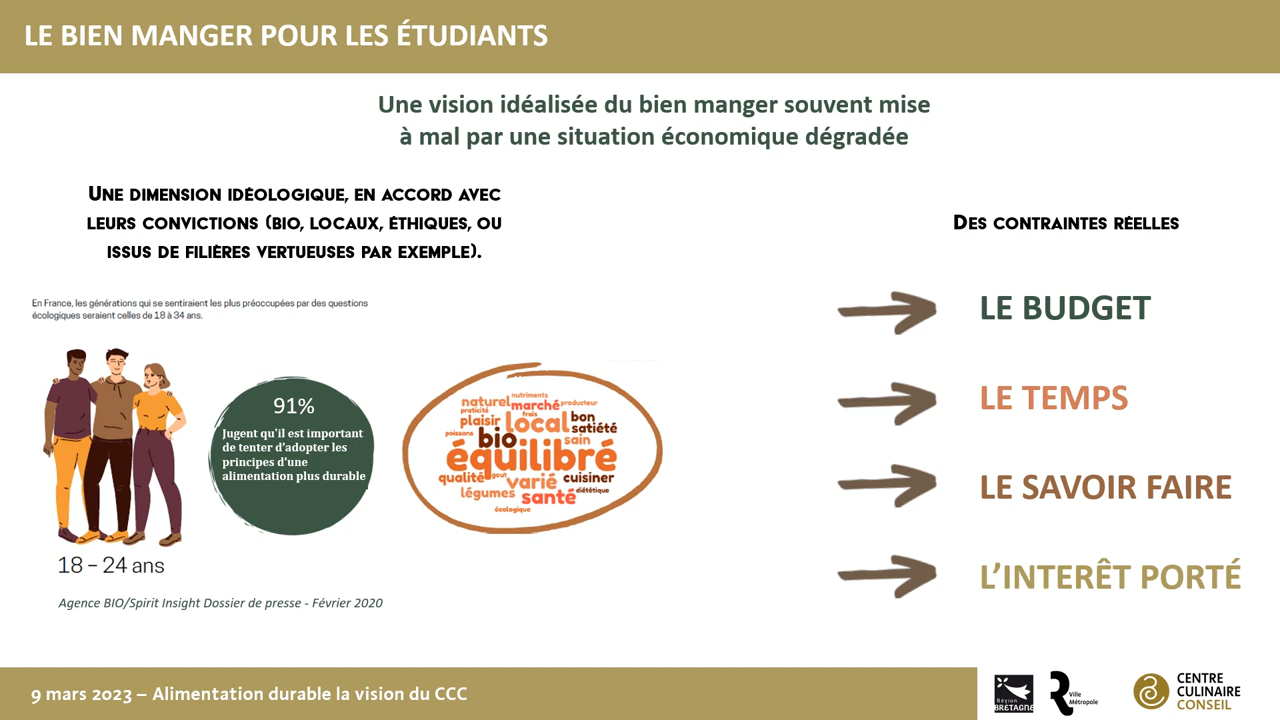 LE BIEN MANGER POUR LES ÉTUDIANTS
Une vision idéalisée du bien manger souvent mise
à mal par une situation économique dégradée
UNE DIMENSION IDÉOLOGIQUE, EN ACCORD AVEC
LEURS CONVICTIONS (BIO, LOCAUX, ÉTHIQUES, OU
ISSUS DE FILIÈRES VERTUEUSES PAR EXEMPLE).
En France, les générations qui se sentiraient les plus préoccupées par des questions
écologiques seraient celles de 18 à 34 ans.
91%
Jugent qu'il est important
de tenter d'adopter les
principes d'une
alimentation plus durable
nutriments
naturel marché producteur
praticité frais
plaisir local bon
satiété
poissons bio sain
équilibré
qualité gout varié cuisiner
légumes santé diététique
écologique
18 – 24 ans
Agence BIO/Spirit Insight Dossier de presse - Février 2020
DES CONTRAINTES RÉELLES
LE BUDGET
LE TEMPS
LE SAVOIR FAIRE
L'INTERÊT PORTÉ
9 mars 2023 – Alimentation durable la vision du CCC
Région
BRETAGNE
Ville
Métropole
CENTRE
CULINAIRE
CONSEIL